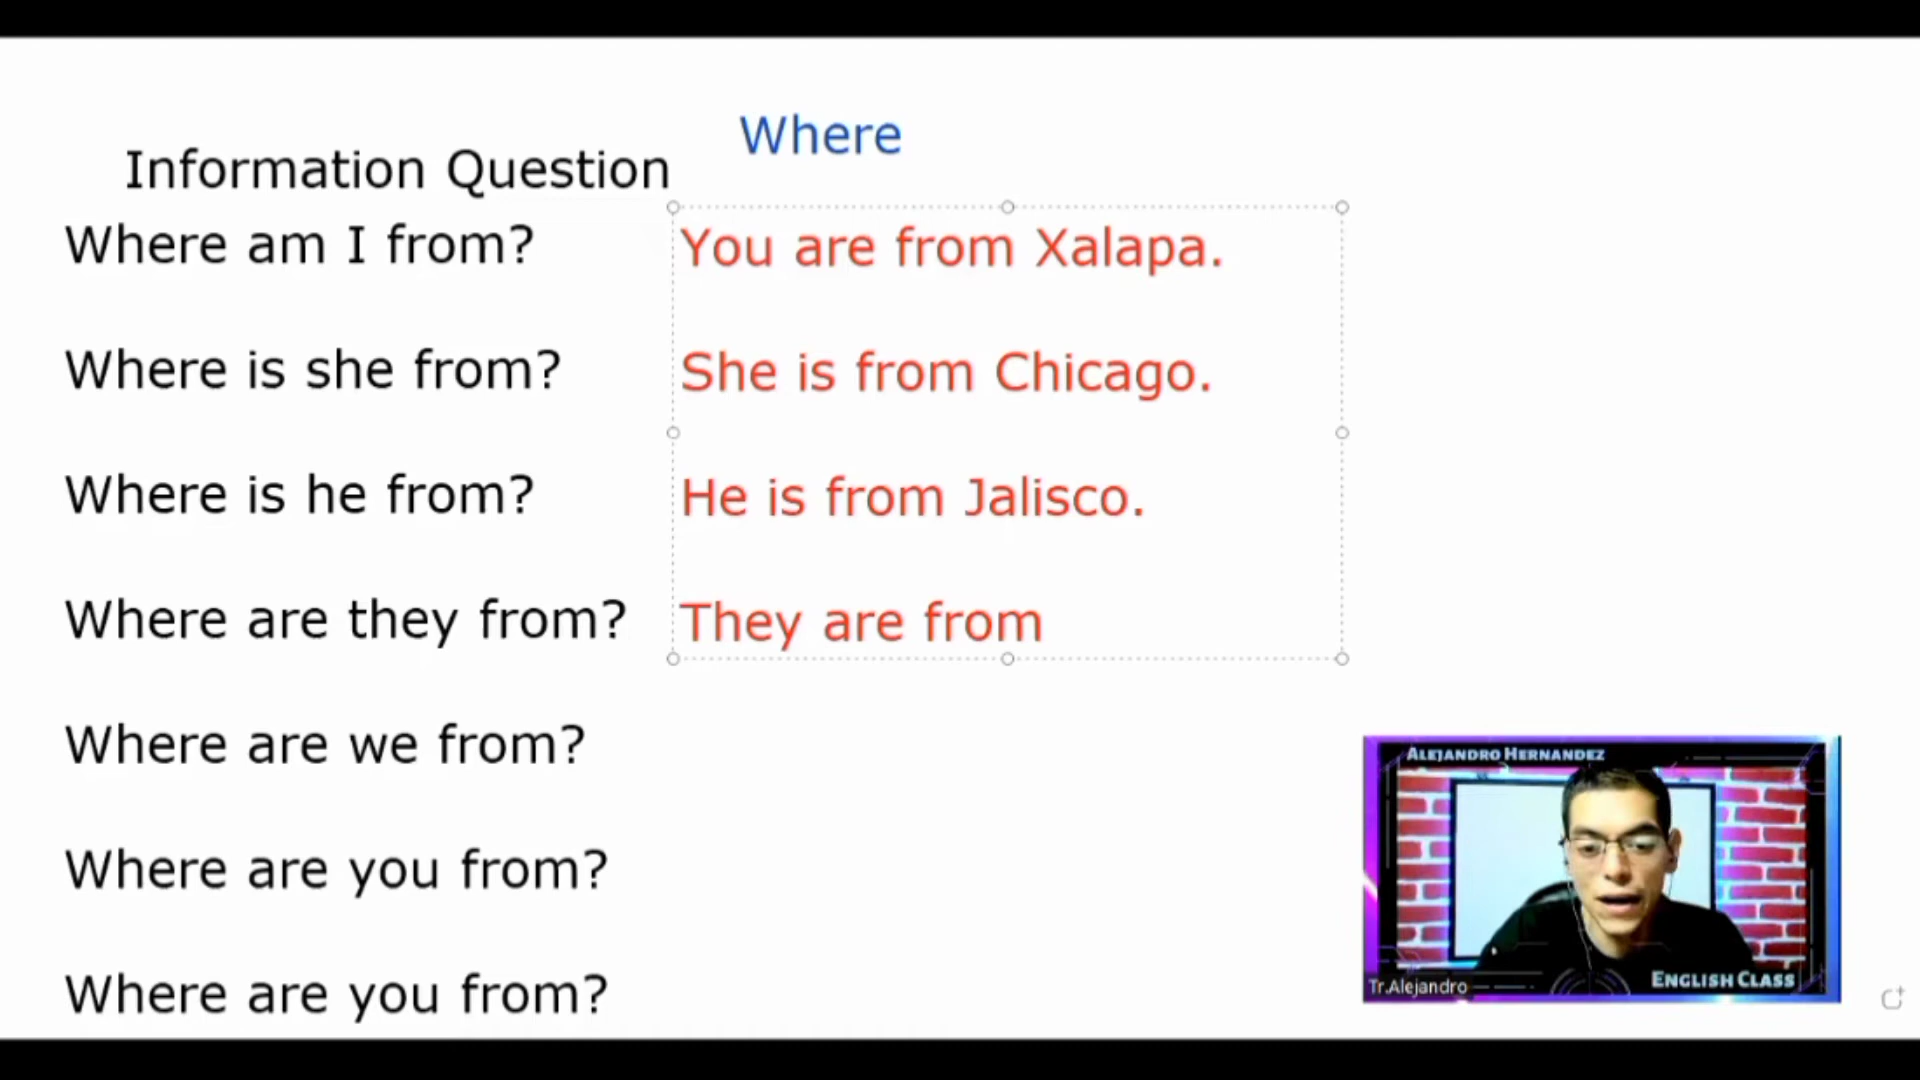 Where
Information Question
Where am I from? You are from Xalapa.
Where is she from? She is from Chicago.
Where is he from? He is from Jalisco.
Where are they from? They are from
Where are we from?
Where are you from?
Where are you from?
ALEJANDRO HERNANDEZ
ENGLISH CLASS
Tr.Alejandro